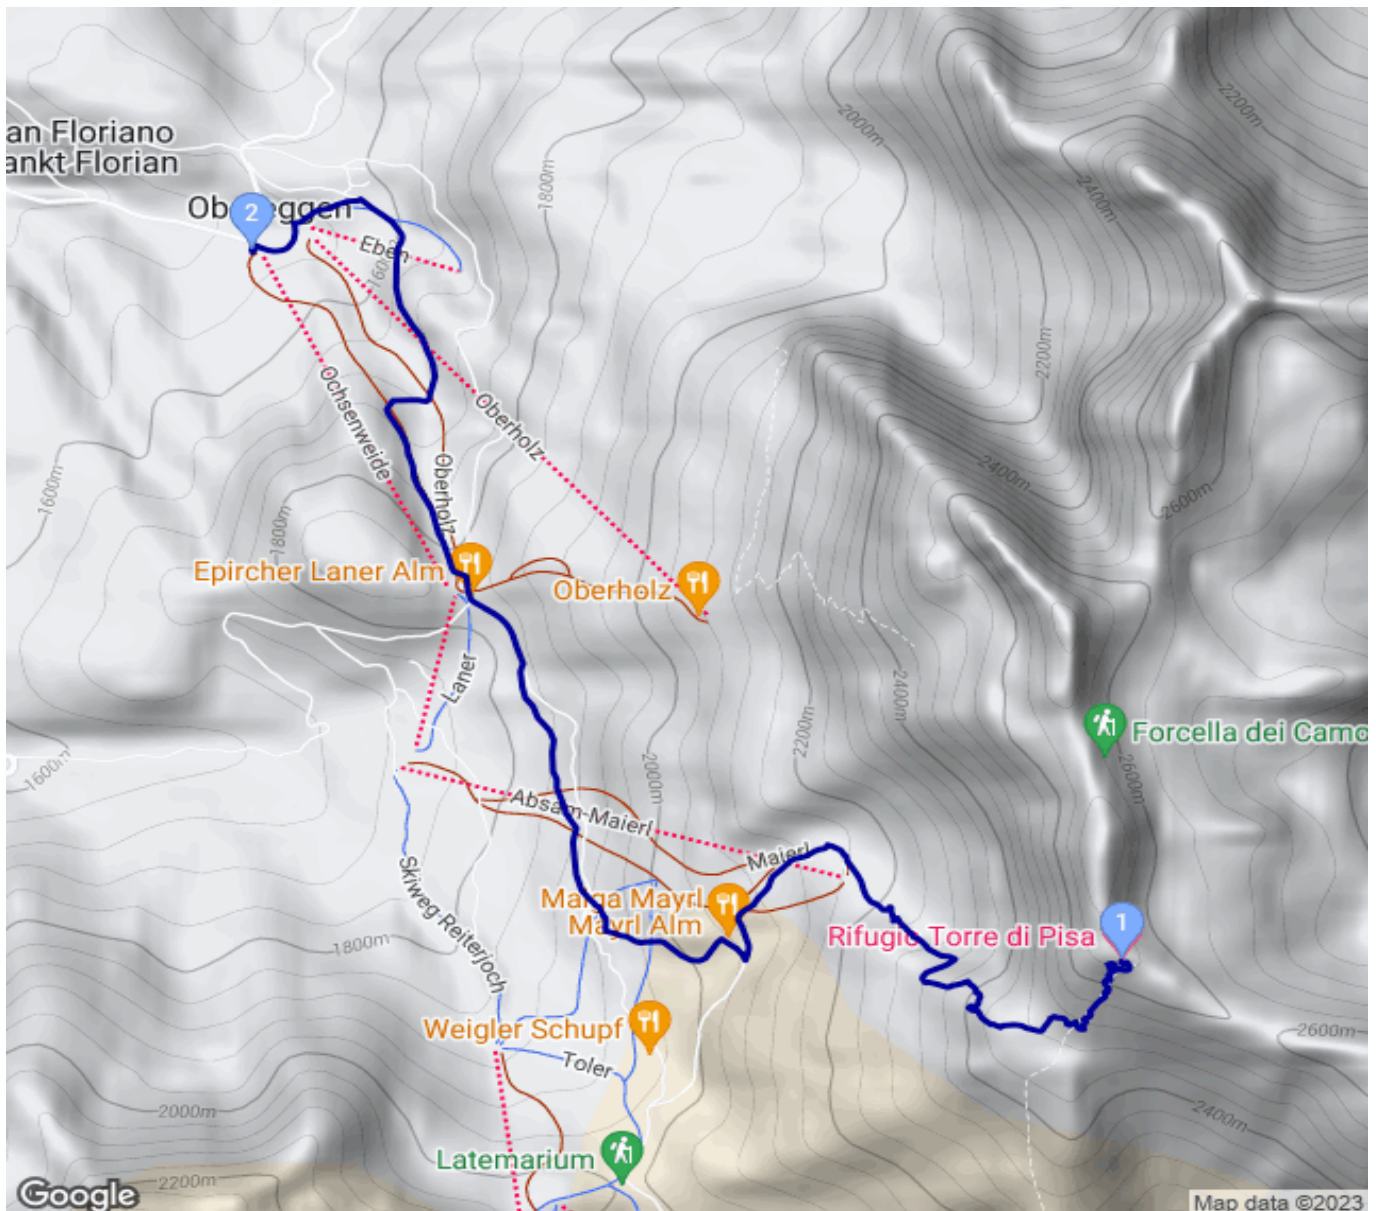 an Floriano
ankt Florian
2
Eben
1800m
2000m
2200m
2400m
2200m
Ochsenweide
Oberholz
Oberholz
1600m
1800m
2400m
2600m
Epircher Laner Alm
Oberholz
Laner
2400m
2200m
2000m
Forcella dei Camo
2600m
1600m
Absam-Maierl
Maierl
Skiweg-Reiterjoch
Malga Mayrl
Mayrl Alm
1
Rifugio Torre di Pisa
1800m
Weigler Schupf
Toler
2600m
2000m
2400m
Latemarium
2200m
Google
Map data ©2023